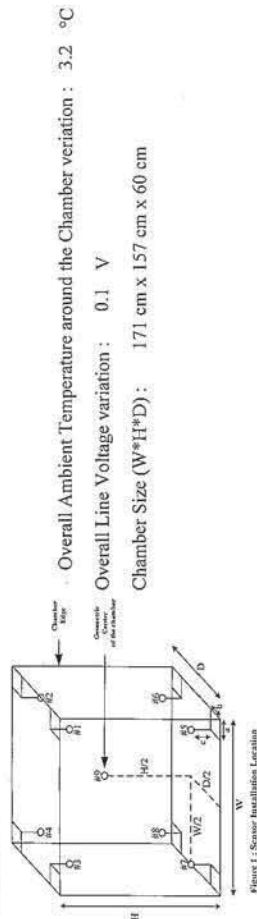 Overall Ambient Temperature around the Chamber veriation : 3.2 °C
Overall Line Voltage variation : 0.1 V
Chamber Size (W*H*D) : 171 cm x 157 cm x 60 cm
Chamber
Edge
Geometric
Center
of the chamber
#2
#1
#4
#3
#9
#6
#5
#8
#7
H
H/2
W/2
D/2
D
W
a
b
c
Figure 1 : Sensor Installation Location